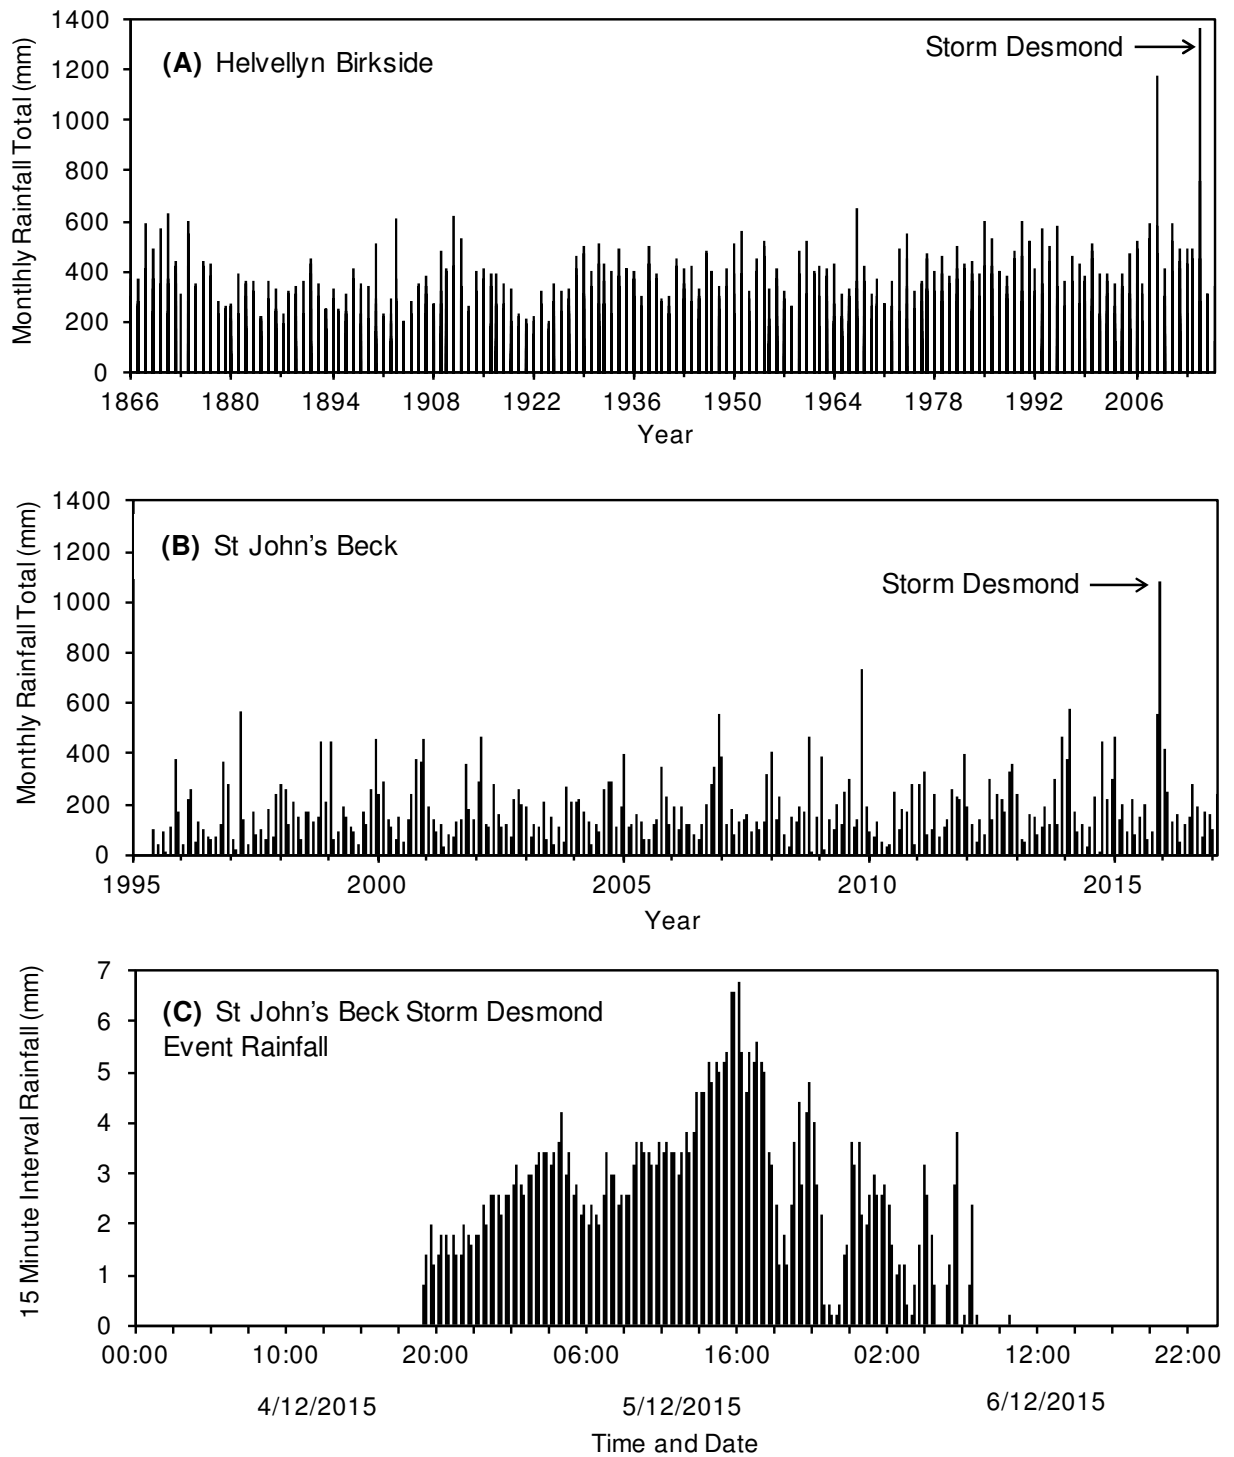 1400
1200
1000
800
600
400
200
0
Monthly Rainfall Total (mm)
(A) Helvellyn Birkside
Storm Desmond
1866 1880 1894 1908 1922 1936 1950 1964 1978 1992 2006
Year
1400
1200
1000
800
600
400
200
0
Monthly Rainfall Total (mm)
(B) St John’s Beck
Storm Desmond
1995 2000 2005 2010 2015
Year
7
6
5
4
3
2
1
0
15 Minute Interval Rainfall (mm)
(C) St John’s Beck Storm Desmond
Event Rainfall
00:00 10:00 20:00 06:00 16:00 02:00 12:00 22:00
4/12/2015 5/12/2015 6/12/2015
Time and Date